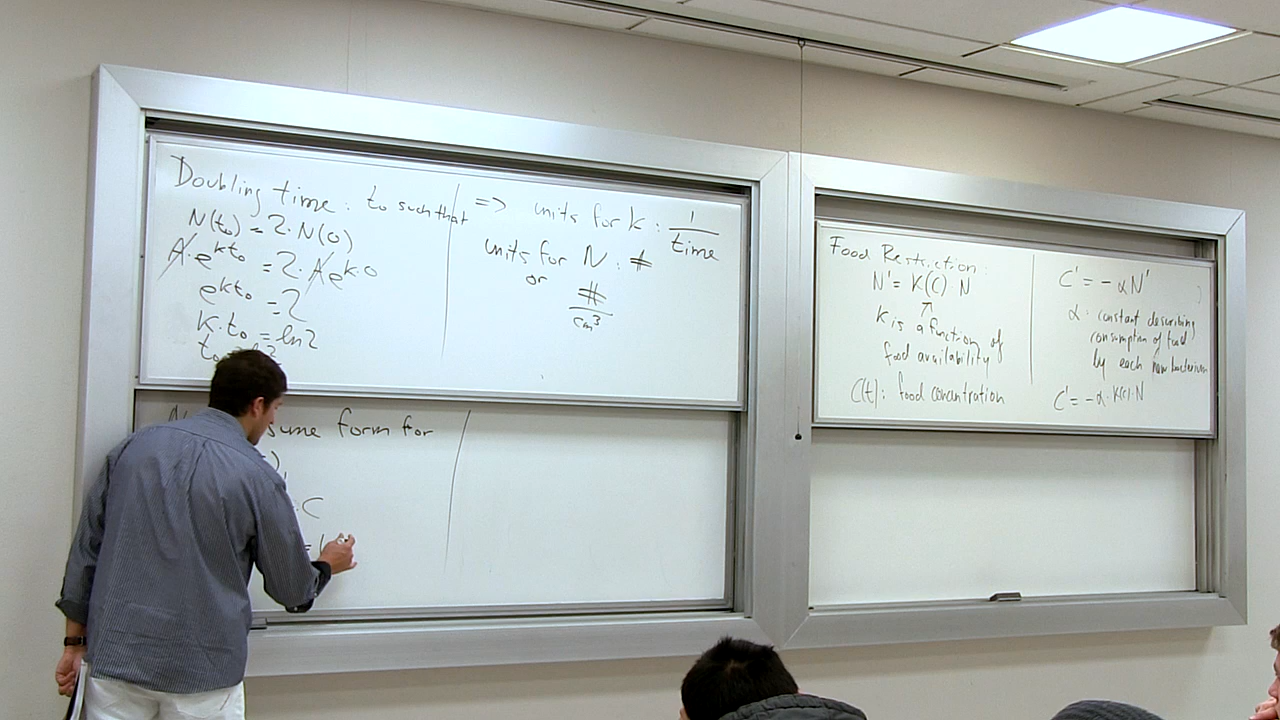 Doubling time: t₀ such that
N(t₀) = 2·N(0)
A·e^kt₀ = 2·A e^k·0
e^kt₀ = 2
k·t₀ = ln2
=> units for k: 1/time
units for N: #
or #/cm³
sume form for
C
=
Food Restriction:
N' = K(C)·N
↑
k is a function of
food availability
C(t): food concentration
C' = -αN'
α: constant describing
consumption of food
by each new bacterium
C' = -α·K(C)·N